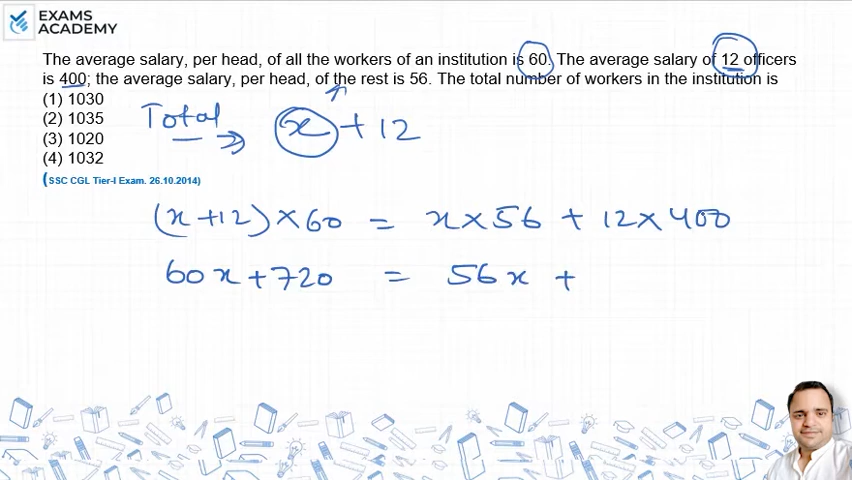 EXAMS
ACADEMY
The average salary, per head, of all the workers of an institution is 60. The average salary of 12 officers
is 400; the average salary, per head, of the rest is 56. The total number of workers in the institution is
(1) 1030
(2) 1035
(3) 1020
(4) 1032
(SSC CGL Tier-I Exam. 26.10.2014)
Total ⇒ x + 12
(x + 12) × 60 = x × 56 + 12 × 400
60x + 720 = 56x +